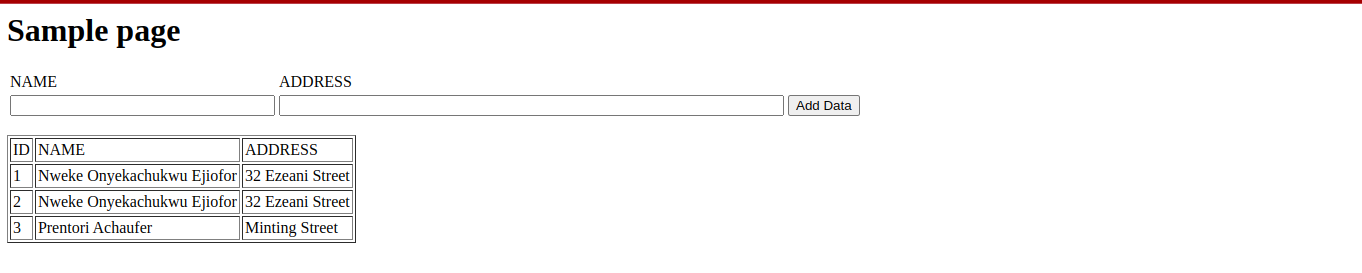 Sample page
NAME ADDRESS
Add Data
ID NAME ADDRESS
1 Nweke Onyekachukwu Ejiofor 32 Ezeani Street
2 Nweke Onyekachukwu Ejiofor 32 Ezeani Street
3 Prentori Achaufer Minting Street